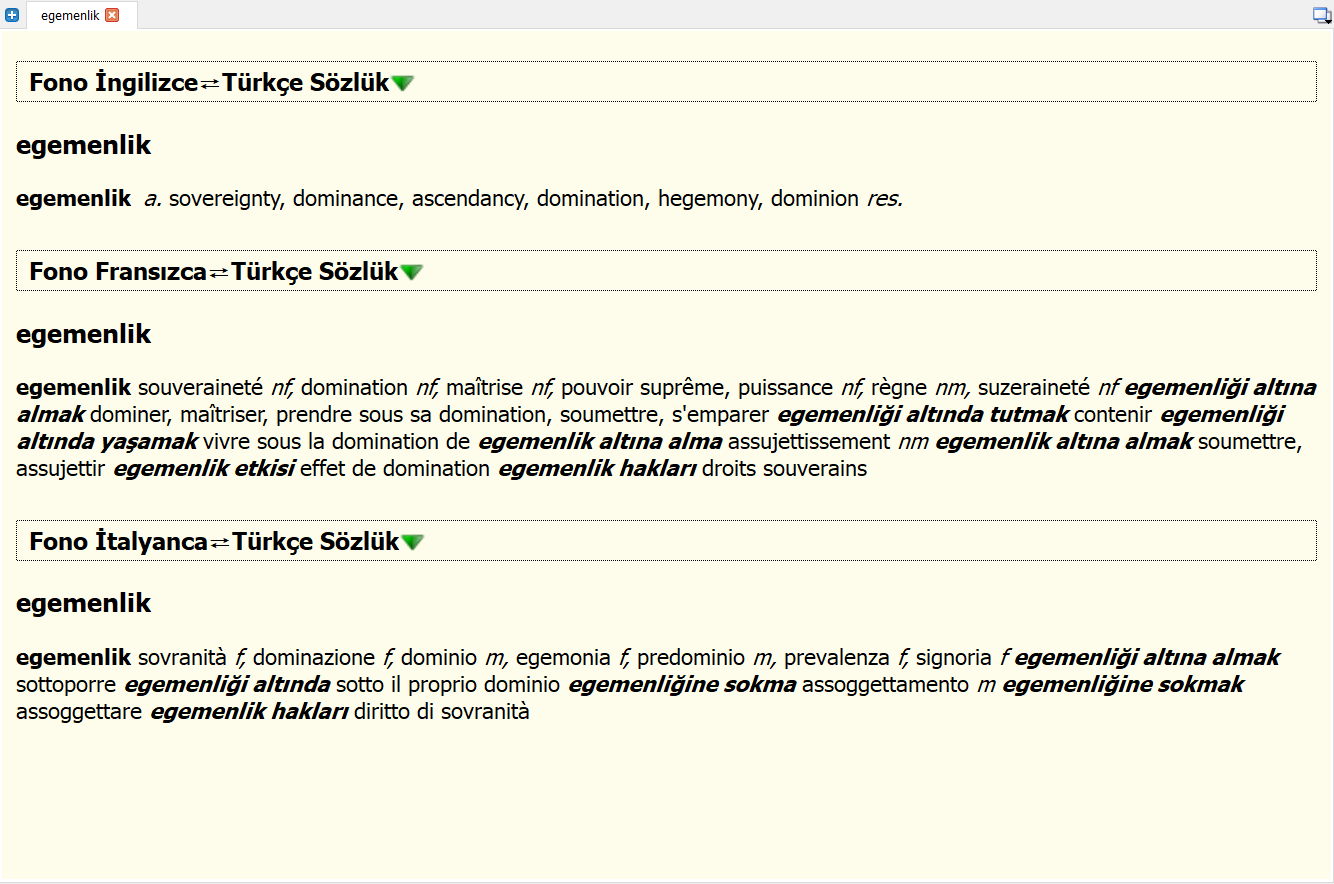 egemenlik
Fono İngilizce⇄Türkçe Sözlük
egemenlik
egemenlik a. sovereignty, dominance, ascendancy, domination, hegemony, dominion res.
Fono Fransızca⇄Türkçe Sözlük
egemenlik
egemenlik souveraineté nf, domination nf, maîtrise nf, pouvoir suprême, puissance nf, règne nm, suzeraineté nf egemenliği altına
almak dominer, maîtriser, prendre sous sa domination, soumettre, s'emparer egemenliği altında tutmak contenir egemenliği
altında yaşamak vivre sous la domination de egemenlik altına alma assujettissement nm egemenlik altına almak soumettre,
assujettir egemenlik etkisi effet de domination egemenlik hakları droits souverains
Fono İtalyanca⇄Türkçe Sözlük
egemenlik
egemenlik sovranità f, dominazione f, dominio m, egemonia f, predominio m, prevalenza f, signoria f egemenliği altına almak
sottoporre egemenliği altında sotto il proprio dominio egemenliğine sokma assoggettamento m egemenliğine sokmak
assoggettare egemenlik hakları diritto di sovranità